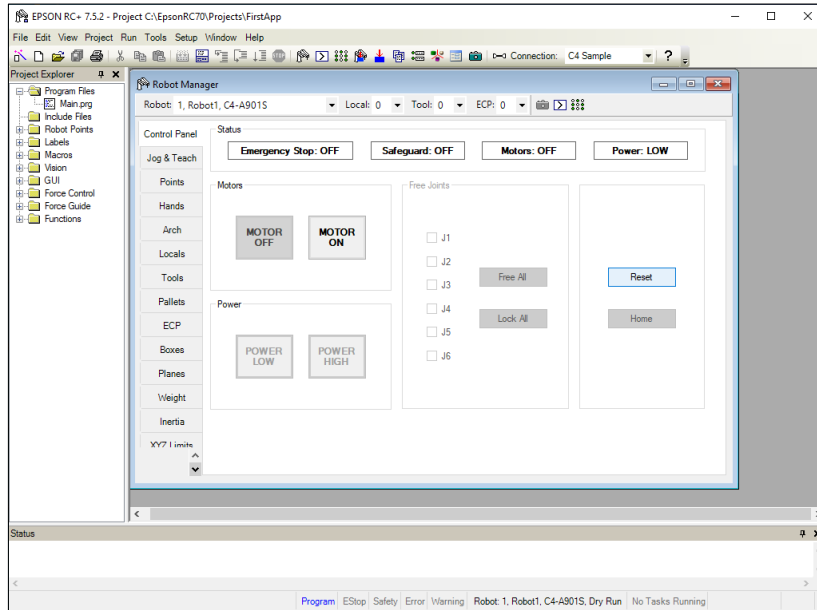 EPSON RC+ 7.5.2 - Project C:\EpsonRC70\Projects\FirstApp
File Edit View Project Run Tools Setup Window Help
Connection: C4 Sample
Project Explorer
Program Files
Main.prg
Include Files
Robot Points
Labels
Macros
Vision
GUI
Force Control
Force Guide
Functions
Robot Manager
Robot: 1, Robot1, C4-A901S Local: 0 Tool: 0 ECP: 0
Control Panel
Jog & Teach
Points
Hands
Arch
Locals
Tools
Pallets
ECP
Boxes
Planes
Weight
Inertia
XYZ Limits
Status
Emergency Stop: OFF Safeguard: OFF Motors: OFF Power: LOW
Motors
MOTOR OFF
MOTOR ON
Power
POWER LOW
POWER HIGH
Free Joints
J1
J2
J3
J4
J5
J6
Free All
Lock All
Reset
Home
Status
Program EStop Safety Error Warning Robot: 1, Robot1, C4-A901S, Dry Run No Tasks Running